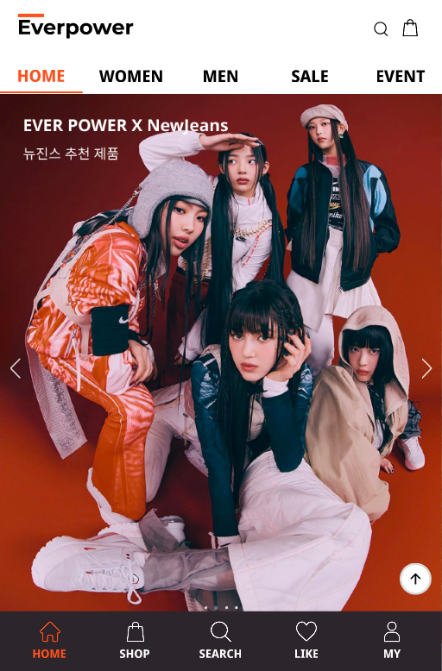 Everpower
HOME WOMEN MEN SALE EVENT
EVER POWER X NewJeans
뉴진스 추천 제품
HOME SHOP SEARCH LIKE MY